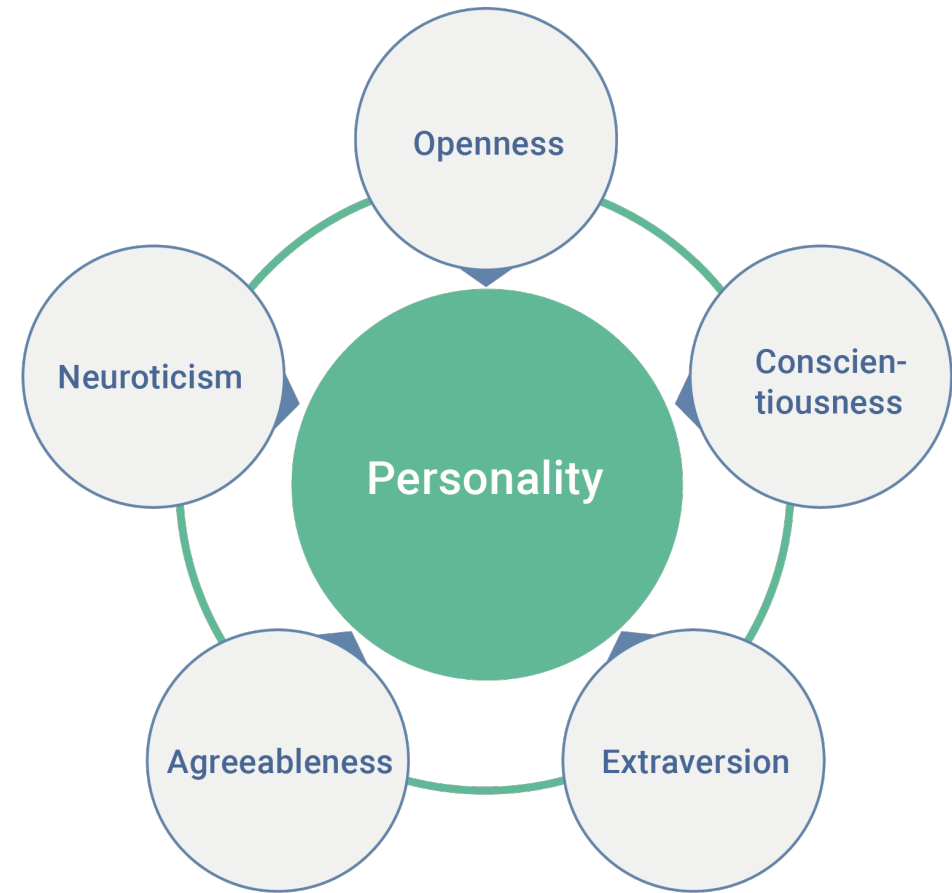 Openness
Neuroticism
Conscien-
tiousness
Personality
Agreeableness
Extraversion